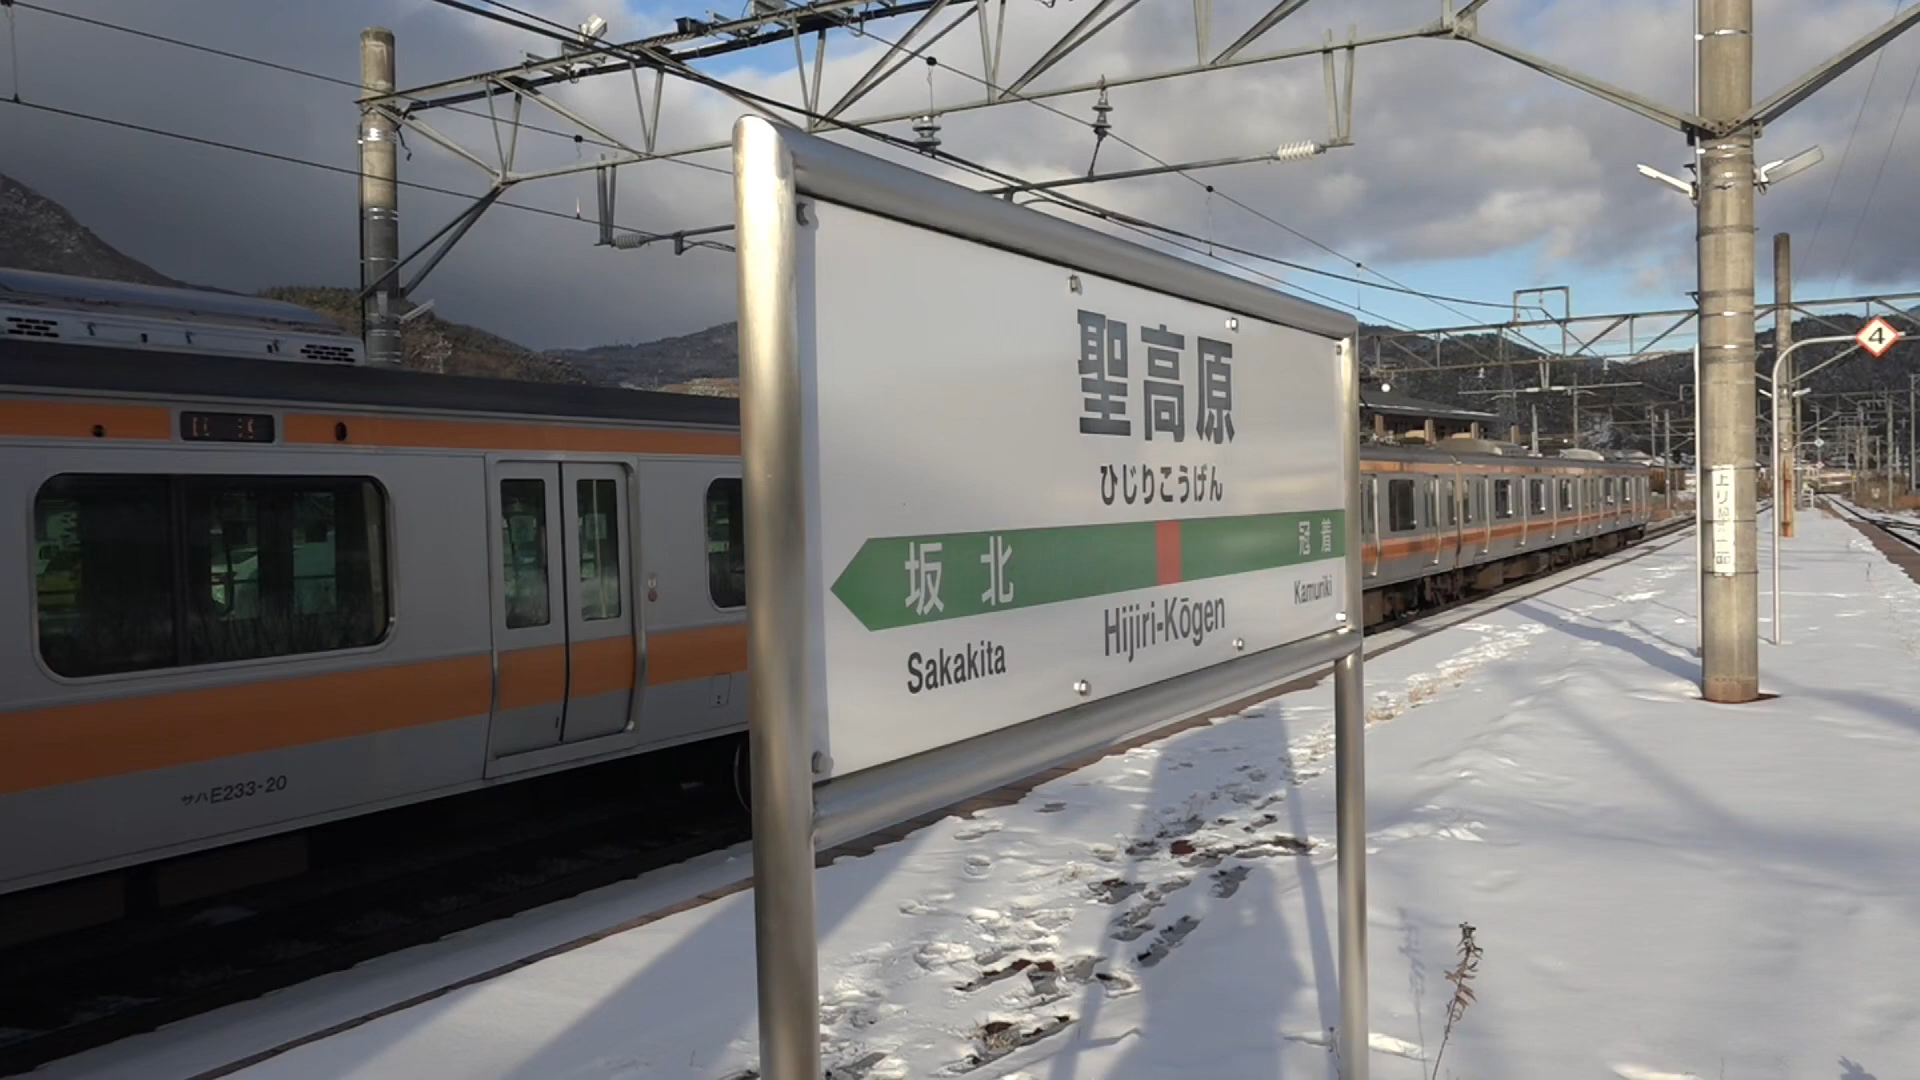 聖高原
ひじりこうげん
坂北
冠着
Sakakita
Hijiri-Kōgen
Kamuriki
サハE233-20
4